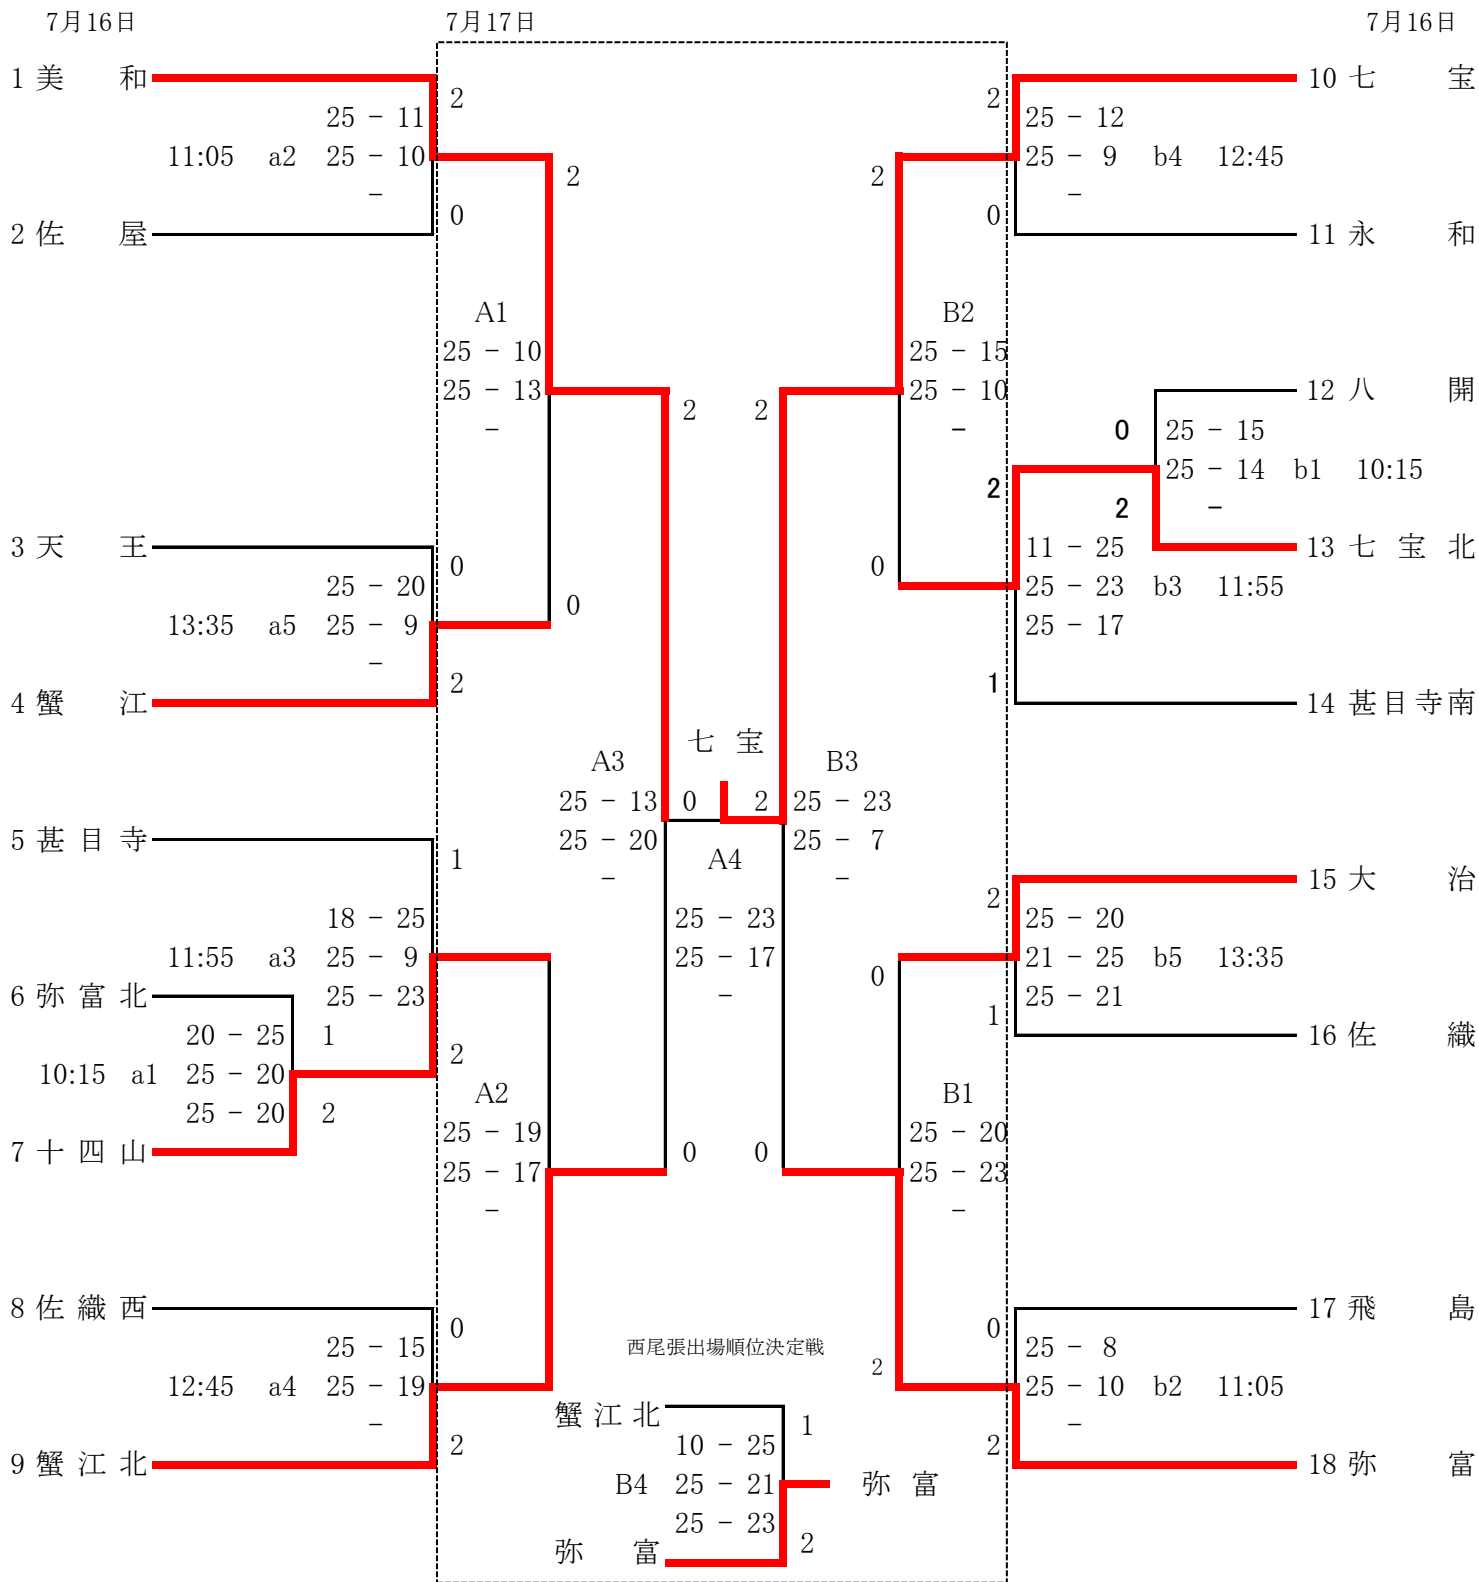 7月16日 7月17日 7月16日
1 美 和 2 2 10 七 宝
25 - 11 25 - 12
11:05 a2 25 - 10 25 - 9 b4 12:45
- 2 2 -
0 0
2 佐 屋 11 永 和
A1 B2
25 - 10 25 - 15
25 - 13 25 - 10 12 八 開
- 2 2 - 0 25 - 15
25 - 14 b1 10:15
2 2 -
3 天 王 11 - 25 13 七 宝 北
0 0
25 - 20 25 - 23 b3 11:55
0
13:35 a5 25 - 9 25 - 17
-
2 1
4 蟹 江 14 甚目寺南
七 宝
A3 B3
25 - 13 0 2 25 - 23
5 甚 目 寺 25 - 20 25 - 7
1 A4
- -
15 大 治
2
18 - 25 25 - 23 25 - 20
11:55 a3 25 - 9 25 - 17 21 - 25 b5 13:35
0
6 弥 富 北 25 - 23 - 25 - 21
1
20 - 25 1 16 佐 織
2
10:15 a1 25 - 20
A2 B1
25 - 20 2
25 - 19 25 - 20
7 十 四 山 0 0
25 - 17 25 - 23
- -
8 佐 織 西 17 飛 島
0 0
25 - 15 西尾張出場順位決定戦 25 - 8
2
12:45 a4 25 - 19 25 - 10 b2 11:05
- 蟹 江 北 1 -
2 10 - 25 2
9 蟹 江 北 18 弥 富
B4 25 - 21 弥 富
25 - 23
弥 富 2